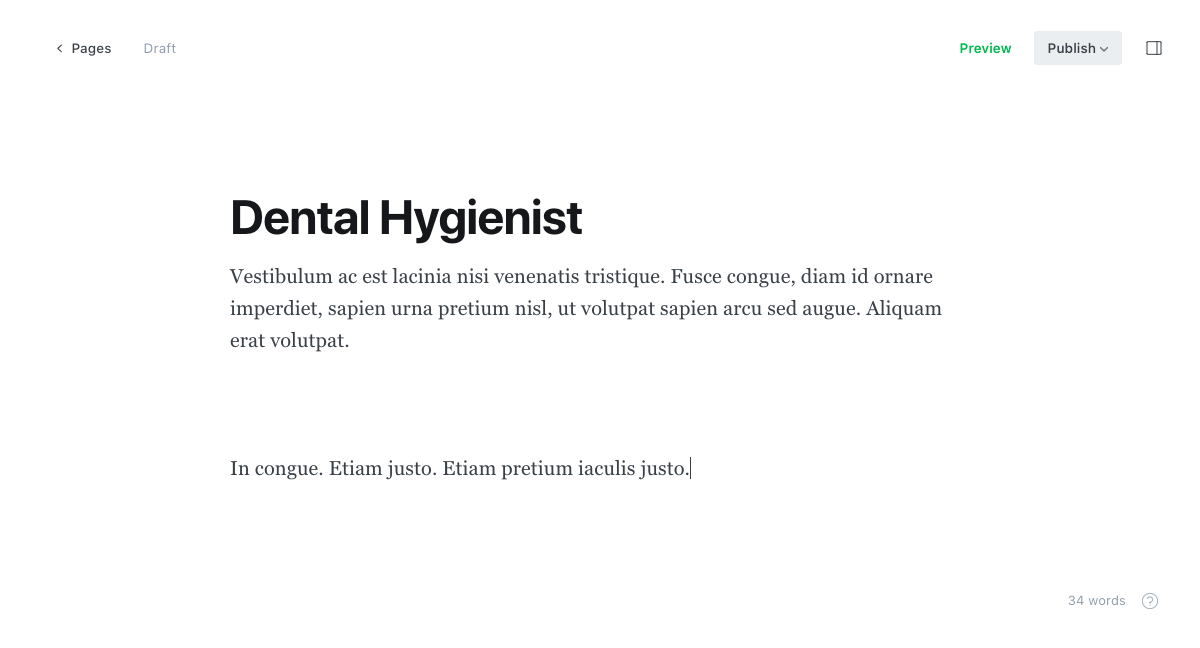 Pages
Draft
Preview
Publish
Dental Hygienist
Vestibulum ac est lacinia nisi venenatis tristique. Fusce congue, diam id ornare
imperdiet, sapien urna pretium nisl, ut volutpat sapien arcu sed augue. Aliquam
erat volutpat.
In congue. Etiam justo. Etiam pretium iaculis justo.
34 words
?